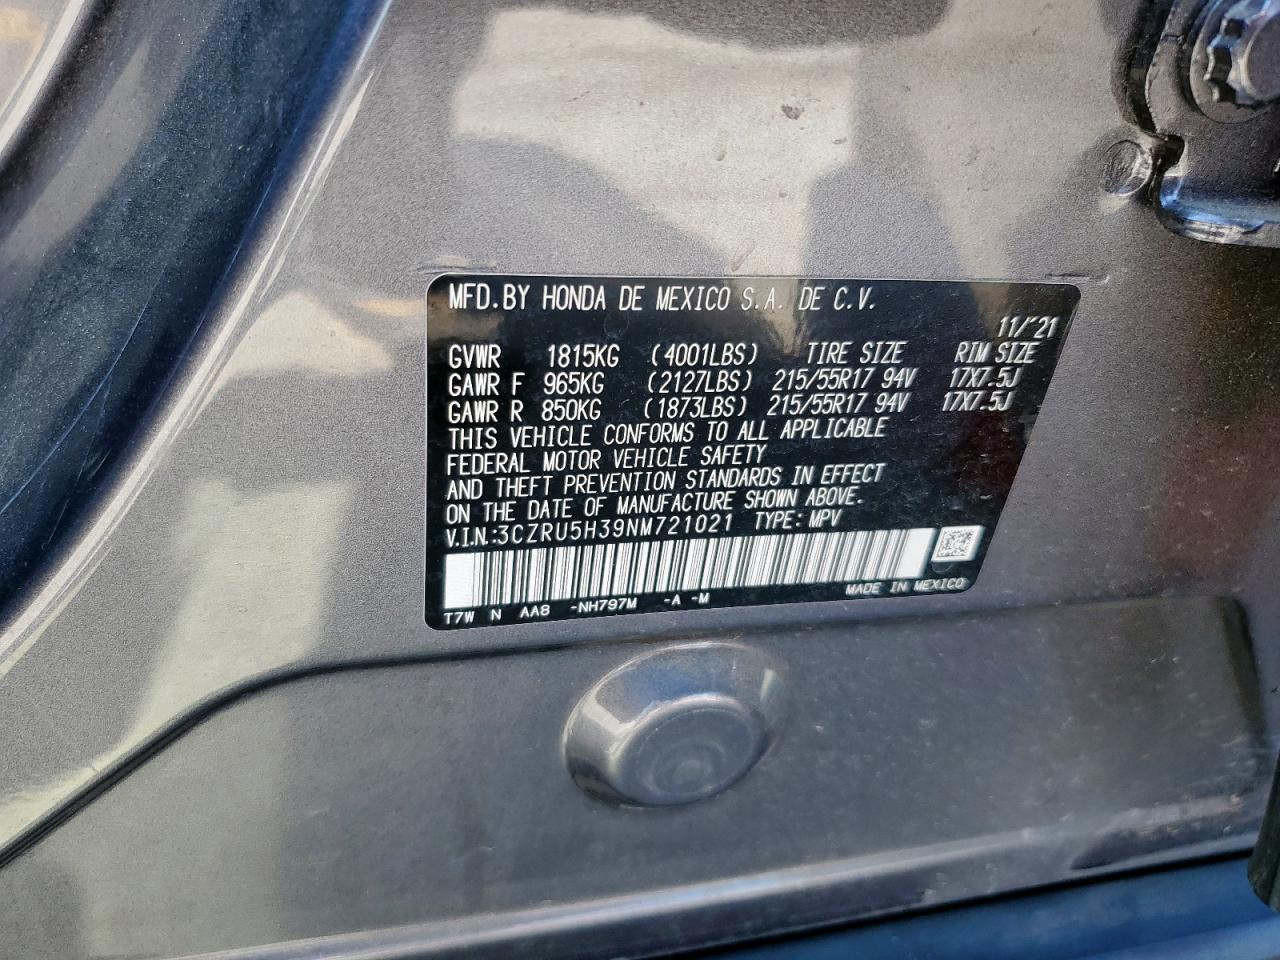 MFD.BY HONDA DE MEXICO S.A. DE C.V.
11/'21
GVWR 1815KG (4001LBS) TIRE SIZE RIM SIZE
GAWR F 965KG (2127LBS) 215/55R17 94V 17X7.5J
GAWR R 850KG (1873LBS) 215/55R17 94V 17X7.5J
THIS VEHICLE CONFORMS TO ALL APPLICABLE
FEDERAL MOTOR VEHICLE SAFETY
AND THEFT PREVENTION STANDARDS IN EFFECT
ON THE DATE OF MANUFACTURE SHOWN ABOVE.
V.I.N.:3CZRU5H39NM721021 TYPE: MPV
MADE IN MEXICO
T7W N AA8 -NH797M -A -M